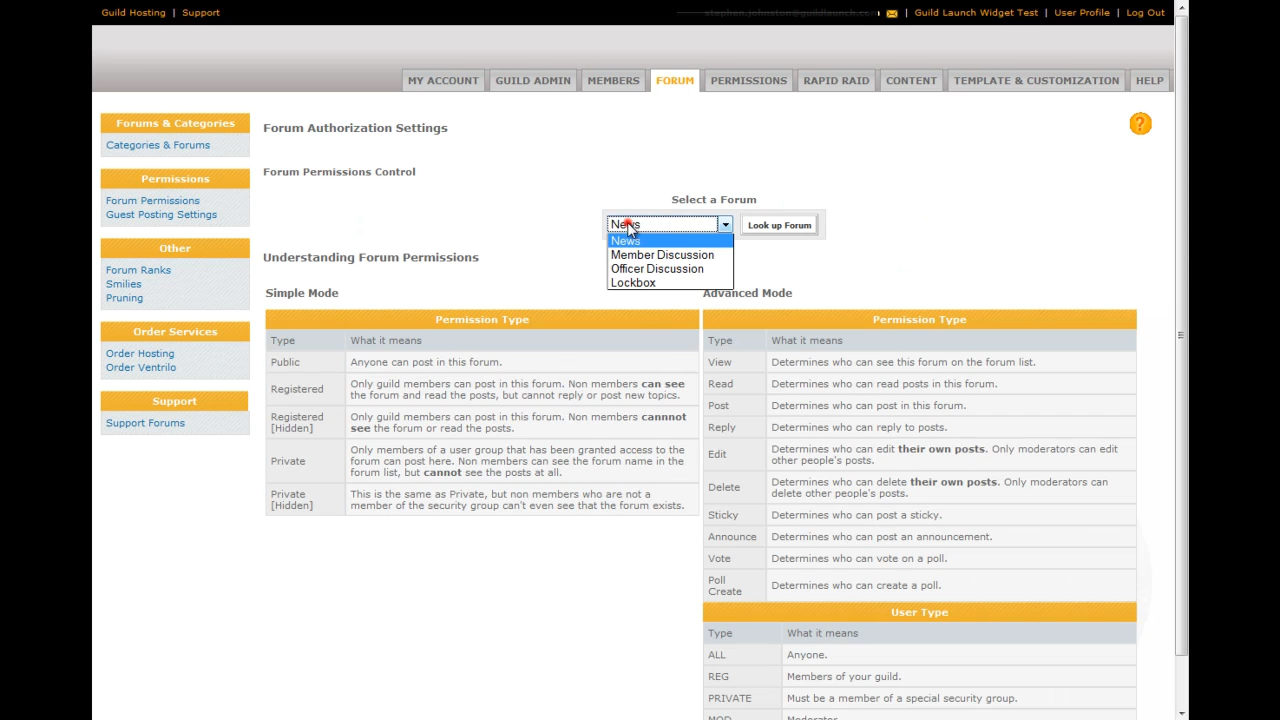 Guild Hosting | Support
| Guild Launch Widget Test | User Profile | Log Out
MY ACCOUNT GUILD ADMIN MEMBERS FORUM PERMISSIONS RAPID RAID CONTENT TEMPLATE & CUSTOMIZATION HELP
Forums & Categories
Categories & Forums
Permissions
Forum Permissions
Guest Posting Settings
Other
Forum Ranks
Smilies
Pruning
Order Services
Order Hosting
Order Ventrilo
Support
Support Forums
Forum Authorization Settings
?
Forum Permissions Control
Select a Forum
News
Look up Forum
News
Member Discussion
Officer Discussion
Lockbox
Understanding Forum Permissions
Simple Mode
Permission Type
Type What it means
Public Anyone can post in this forum.
Registered Only guild members can post in this forum. Non members can see
the forum and read the posts, but cannot reply or post new topics.
Registered [Hidden] Only guild members can post in this forum. Non members cannnot
see the forum or read the posts.
Private Only members of a user group that has been granted access to the
forum can post here. Non members can see the forum name in the
forum list, but cannot see the posts at all.
Private [Hidden] This is the same as Private, but non members who are not a
member of the security group can't even see that the forum exists.
Advanced Mode
Permission Type
Type What it means
View Determines who can see this forum on the forum list.
Read Determines who can read posts in this forum.
Post Determines who can post in this forum.
Reply Determines who can reply to posts.
Edit Determines who can edit their own posts. Only moderators can edit
other people's posts.
Delete Determines who can delete their own posts. Only moderators can
delete other people's posts.
Sticky Determines who can post a sticky.
Announce Determines who can post an announcement.
Vote Determines who can vote on a poll.
Poll Create Determines who can create a poll.
User Type
Type What it means
ALL Anyone.
REG Members of your guild.
PRIVATE Must be a member of a special security group.
MOD Moderator